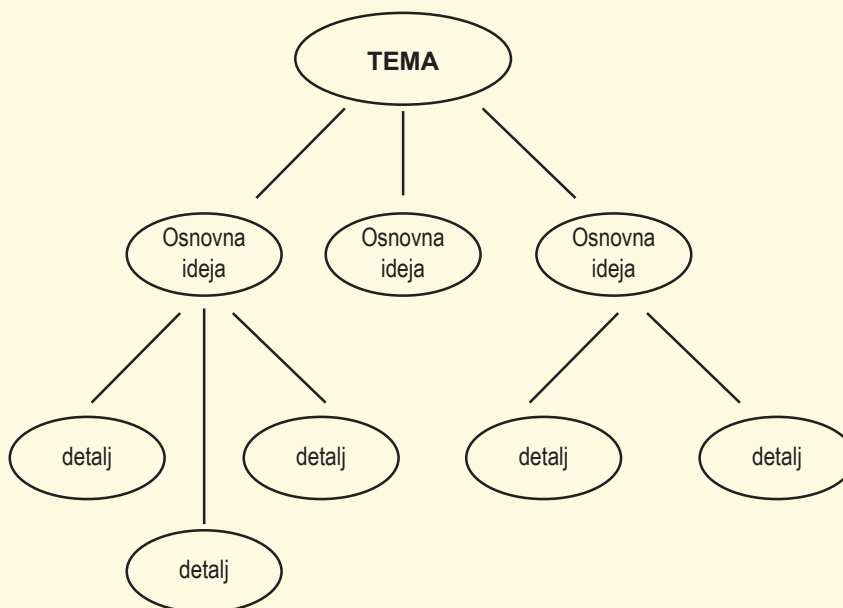 TEMA
Osnovna
ideja
Osnovna
ideja
Osnovna
ideja
detalj
detalj
detalj
detalj
detalj